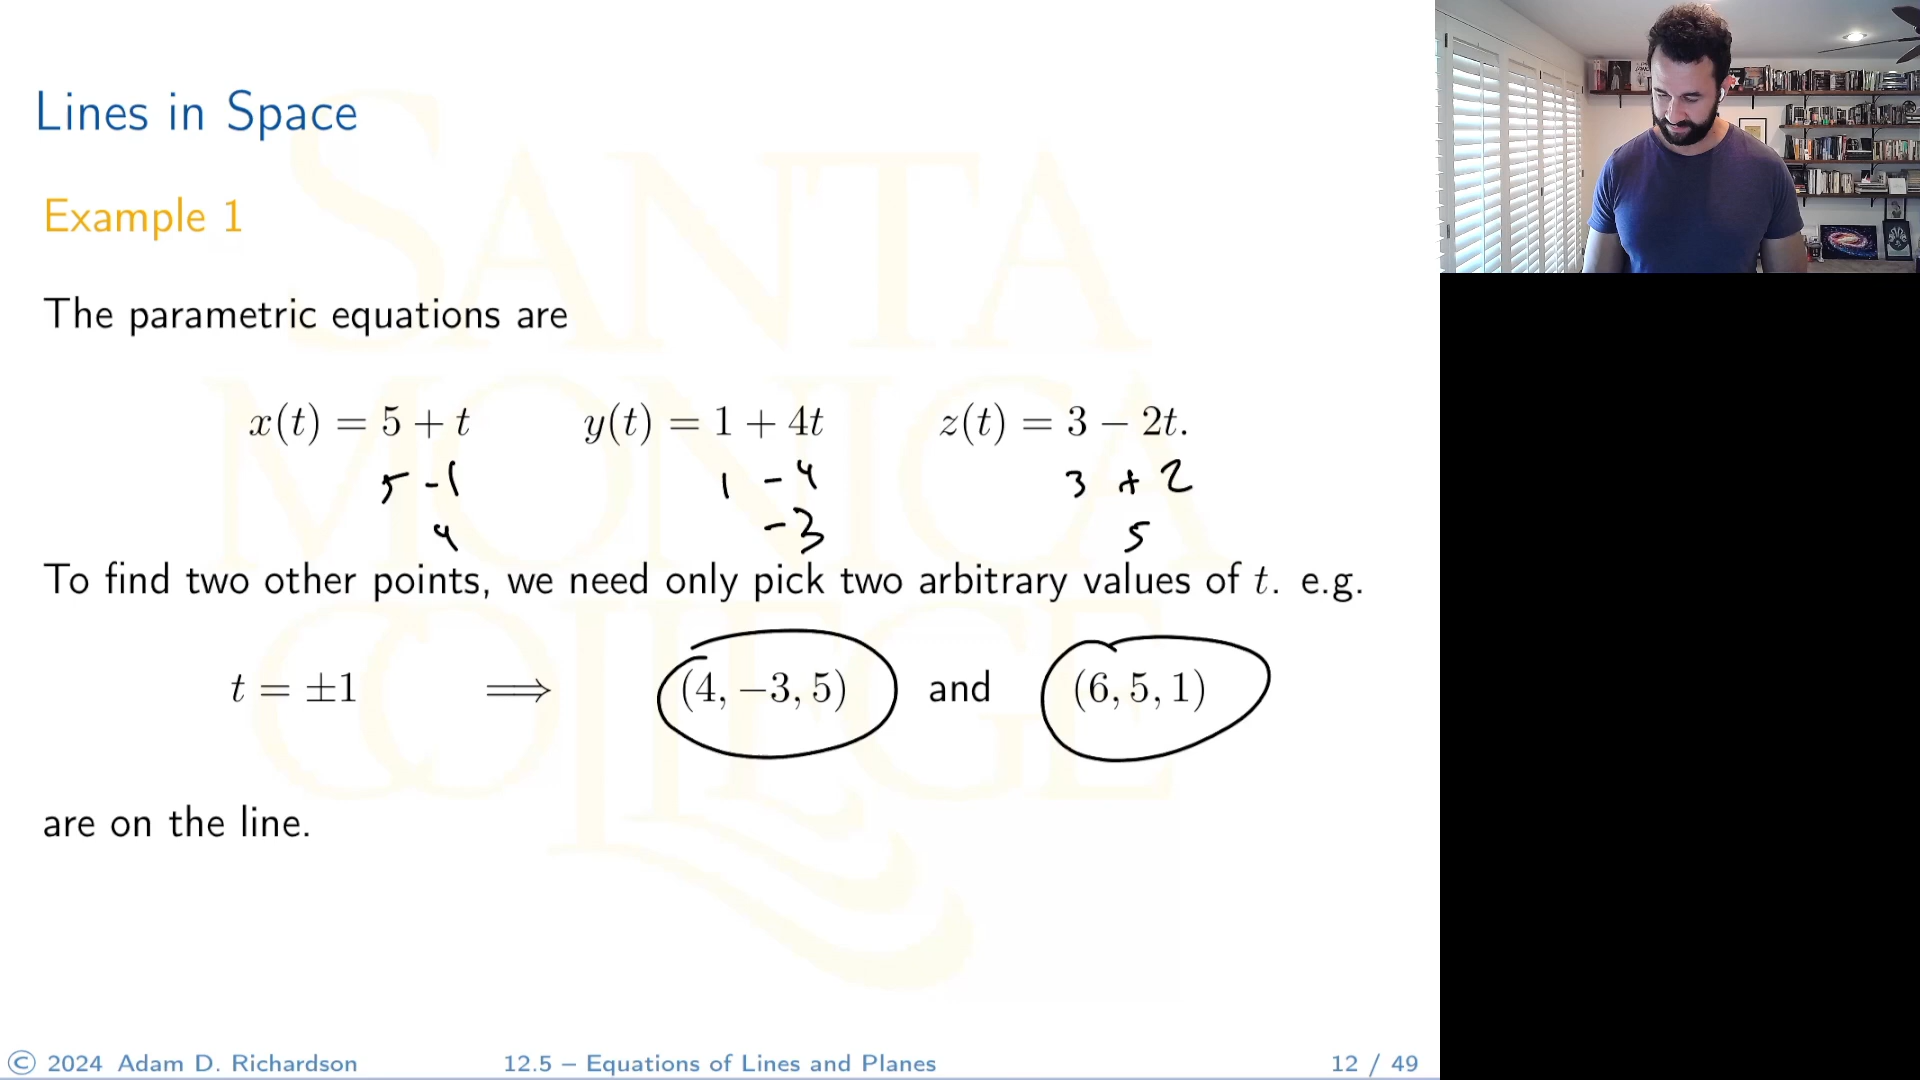 Lines in Space
Example 1
The parametric equations are
x(t) = 5 + t y(t) = 1 + 4t z(t) = 3 − 2t.
5 -1 1 - 4 3 + 2
4 -3 5
To find two other points, we need only pick two arbitrary values of t. e.g.
t = ±1 ⟹ (4, −3, 5) and (6, 5, 1)
are on the line.
SANTA
MONICA
COLLEGE
© 2024 Adam D. Richardson 12.5 – Equations of Lines and Planes 12 / 49